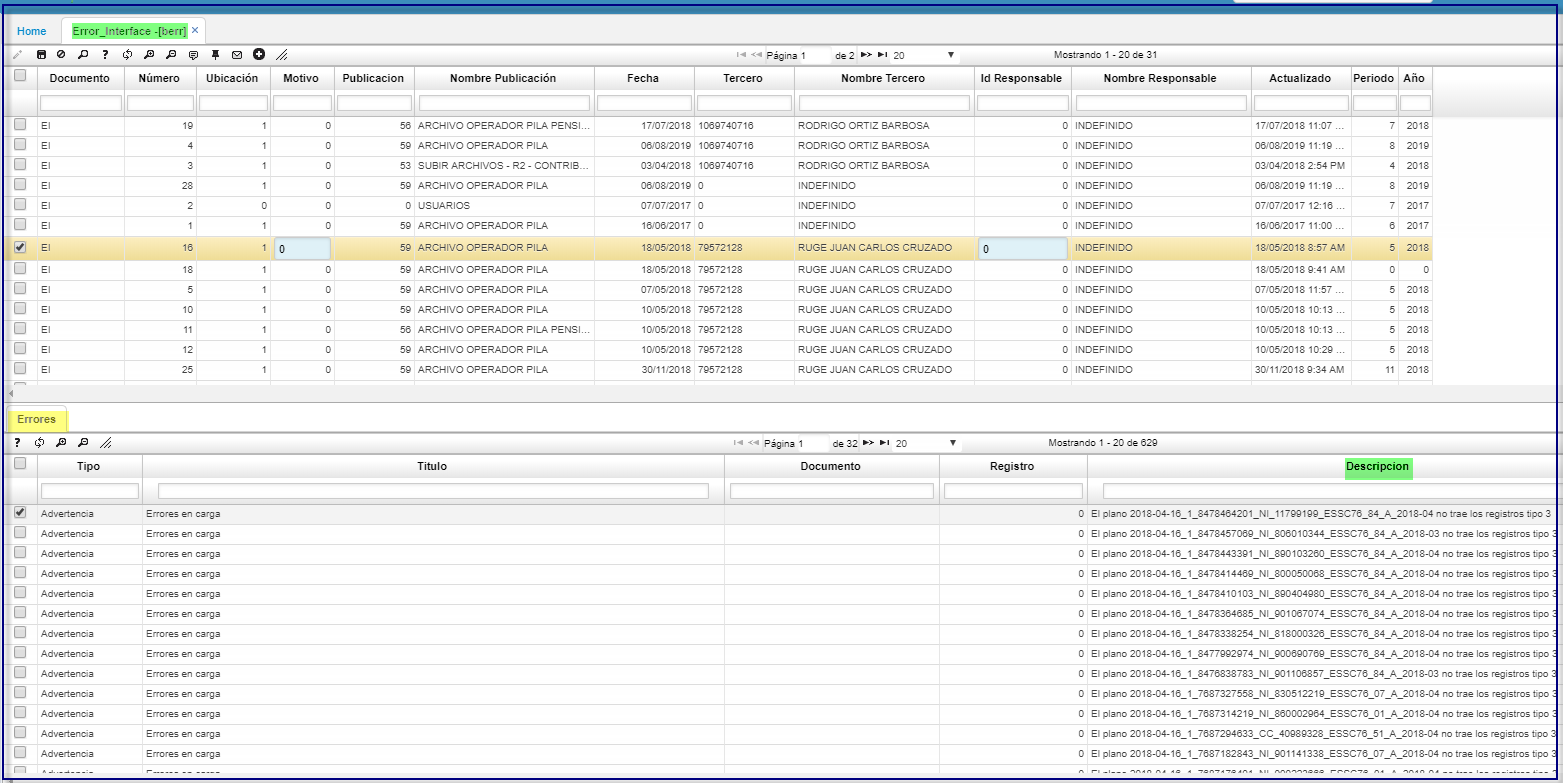 Home Error_Interface -[berr] ×
Página 1 de 2 20 Mostrando 1 - 20 de 31
Documento Número Ubicación Motivo Publicacion Nombre Publicación Fecha Tercero Nombre Tercero Id Responsable Nombre Responsable Actualizado Periodo Año
EI 19 1 0 56 ARCHIVO OPERADOR PILA PENSI... 17/07/2018 1069740716 RODRIGO ORTIZ BARBOSA 0 INDEFINIDO 17/07/2018 11:07 ... 7 2018
EI 4 1 0 59 ARCHIVO OPERADOR PILA 06/08/2019 1069740716 RODRIGO ORTIZ BARBOSA 0 INDEFINIDO 06/08/2019 11:19 ... 8 2019
EI 3 1 0 53 SUBIR ARCHIVOS - R2 - CONTRIB... 03/04/2018 1069740716 RODRIGO ORTIZ BARBOSA 0 INDEFINIDO 03/04/2018 2:54 PM 4 2018
EI 28 1 0 59 ARCHIVO OPERADOR PILA 06/08/2019 0 INDEFINIDO 0 INDEFINIDO 06/08/2019 11:19 ... 8 2019
EI 2 0 0 0 USUARIOS 07/07/2017 0 INDEFINIDO 0 INDEFINIDO 07/07/2017 12:16 ... 7 2017
EI 1 1 0 59 ARCHIVO OPERADOR PILA 16/06/2017 0 INDEFINIDO 0 INDEFINIDO 16/06/2017 11:00 ... 6 2017
EI 16 1 0 59 ARCHIVO OPERADOR PILA 18/05/2018 79572128 RUGE JUAN CARLOS CRUZADO 0 INDEFINIDO 18/05/2018 8:57 AM 5 2018
EI 18 1 0 59 ARCHIVO OPERADOR PILA 18/05/2018 79572128 RUGE JUAN CARLOS CRUZADO 0 INDEFINIDO 18/05/2018 9:41 AM 0 0
EI 5 1 0 59 ARCHIVO OPERADOR PILA 07/05/2018 79572128 RUGE JUAN CARLOS CRUZADO 0 INDEFINIDO 07/05/2018 11:57 ... 5 2018
EI 10 1 0 59 ARCHIVO OPERADOR PILA 10/05/2018 79572128 RUGE JUAN CARLOS CRUZADO 0 INDEFINIDO 10/05/2018 10:13 ... 5 2018
EI 11 1 0 56 ARCHIVO OPERADOR PILA PENSI... 10/05/2018 79572128 RUGE JUAN CARLOS CRUZADO 0 INDEFINIDO 10/05/2018 10:13 ... 5 2018
EI 12 1 0 59 ARCHIVO OPERADOR PILA 10/05/2018 79572128 RUGE JUAN CARLOS CRUZADO 0 INDEFINIDO 10/05/2018 10:29 ... 5 2018
EI 25 1 0 59 ARCHIVO OPERADOR PILA 30/11/2018 79572128 RUGE JUAN CARLOS CRUZADO 0 INDEFINIDO 30/11/2018 9:34 AM 11 2018
Errores
Página 1 de 32 20 Mostrando 1 - 20 de 629
Tipo Titulo Documento Registro Descripcion
Advertencia Errores en carga 0 El plano 2018-04-16_1_8478464201_NI_11799199_ESSC76_84_A_2018-04 no trae los registros tipo 3
Advertencia Errores en carga 0 El plano 2018-04-16_1_8478457069_NI_806010344_ESSC76_84_A_2018-03 no trae los registros tipo 3
Advertencia Errores en carga 0 El plano 2018-04-16_1_8478443391_NI_890103260_ESSC76_84_A_2018-04 no trae los registros tipo 3
Advertencia Errores en carga 0 El plano 2018-04-16_1_8478414469_NI_800050068_ESSC76_84_A_2018-04 no trae los registros tipo 3
Advertencia Errores en carga 0 El plano 2018-04-16_1_8478410103_NI_890404980_ESSC76_84_A_2018-04 no trae los registros tipo 3
Advertencia Errores en carga 0 El plano 2018-04-16_1_8478364685_NI_901067074_ESSC76_84_A_2018-04 no trae los registros tipo 3
Advertencia Errores en carga 0 El plano 2018-04-16_1_8478338254_NI_818000326_ESSC76_84_A_2018-04 no trae los registros tipo 3
Advertencia Errores en carga 0 El plano 2018-04-16_1_8477992974_NI_900690769_ESSC76_84_A_2018-04 no trae los registros tipo 3
Advertencia Errores en carga 0 El plano 2018-04-16_1_8476838783_NI_901106857_ESSC76_84_A_2018-03 no trae los registros tipo 3
Advertencia Errores en carga 0 El plano 2018-04-16_1_7687327558_NI_830512219_ESSC76_07_A_2018-04 no trae los registros tipo 3
Advertencia Errores en carga 0 El plano 2018-04-16_1_7687314219_NI_860002964_ESSC76_01_A_2018-04 no trae los registros tipo 3
Advertencia Errores en carga 0 El plano 2018-04-16_1_7687294633_CC_40989328_ESSC76_51_A_2018-04 no trae los registros tipo 3
Advertencia Errores en carga 0 El plano 2018-04-16_1_7687182843_NI_901141338_ESSC76_07_A_2018-04 no trae los registros tipo 3